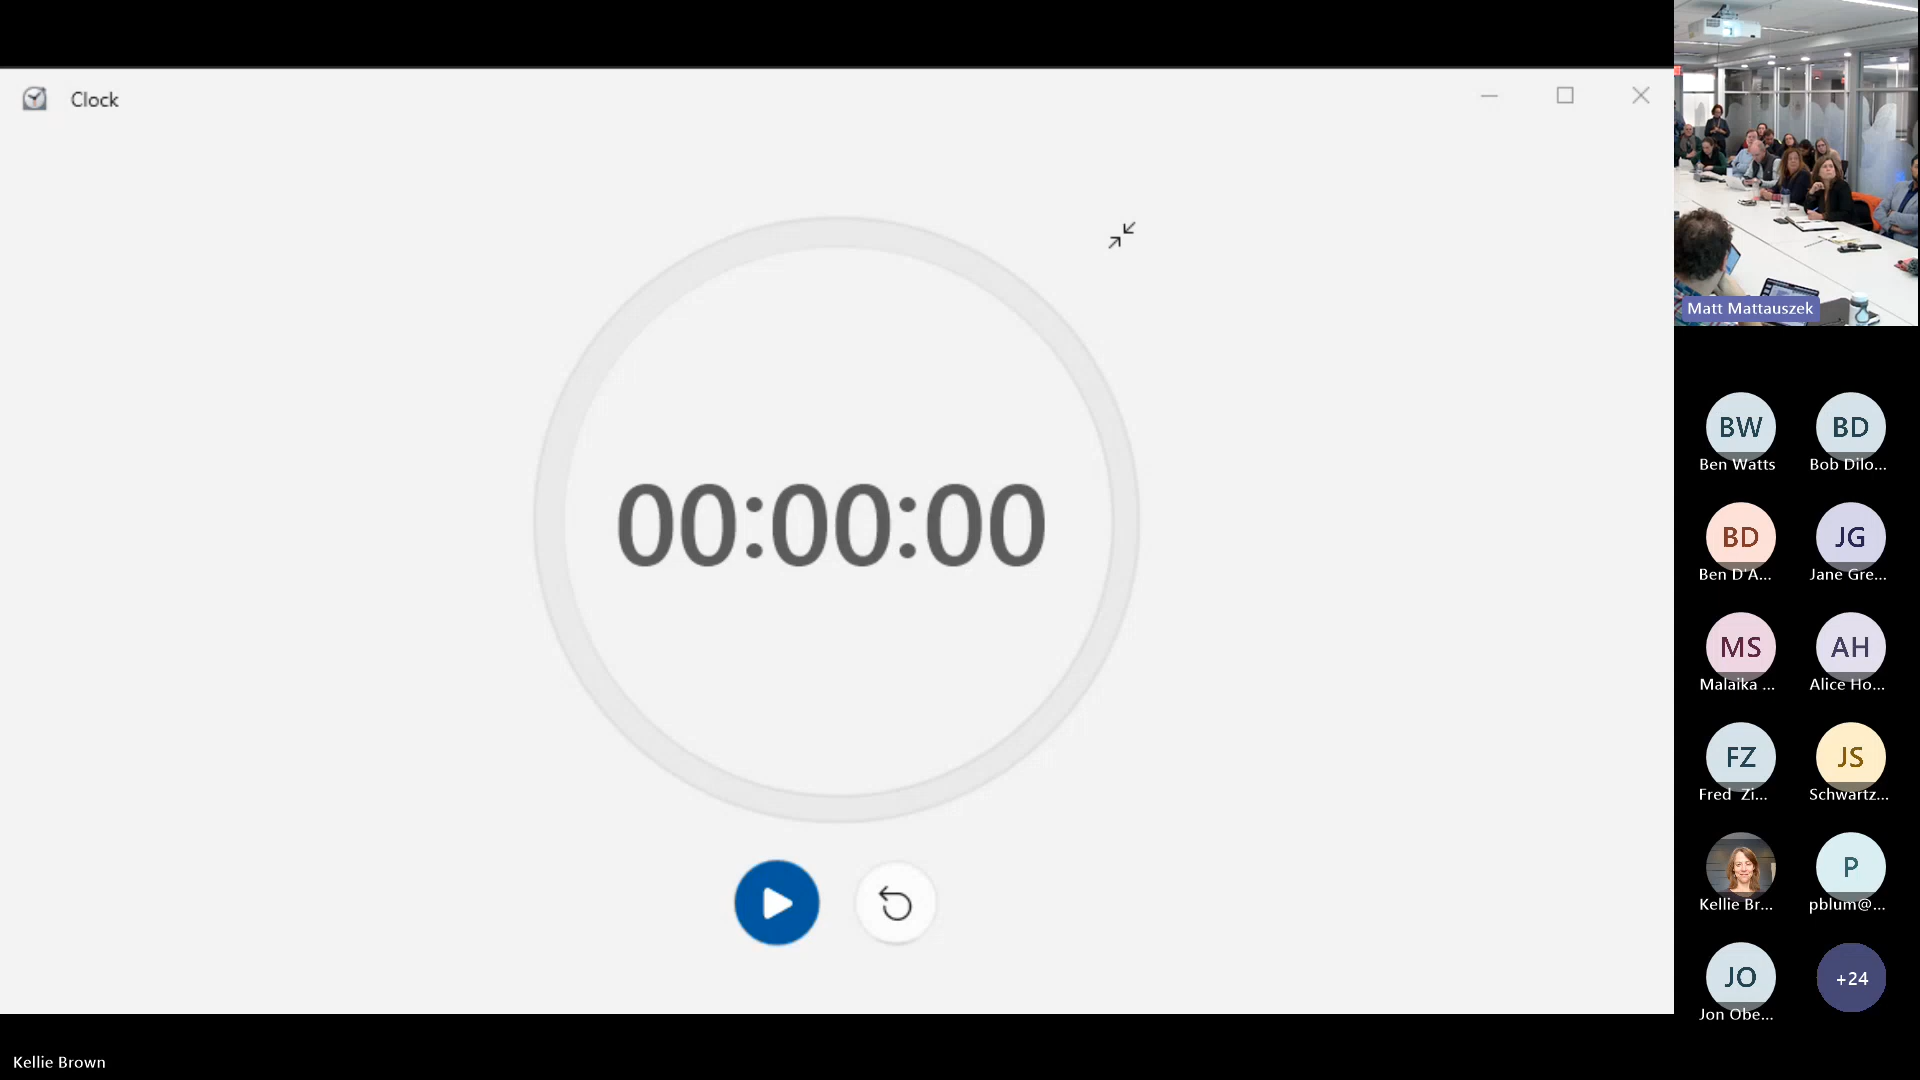 Clock
00:00:00
Matt Mattauszek
BW
Ben Watts
BD
Bob Dilo...
BD
Ben D'A...
JG
Jane Gre...
MS
Malaika ...
AH
Alice Ho...
FZ
Fred Zi...
JS
Schwartz...
Kellie Br...
P
pblum@...
JO
Jon Obe...
+24
Kellie Brown